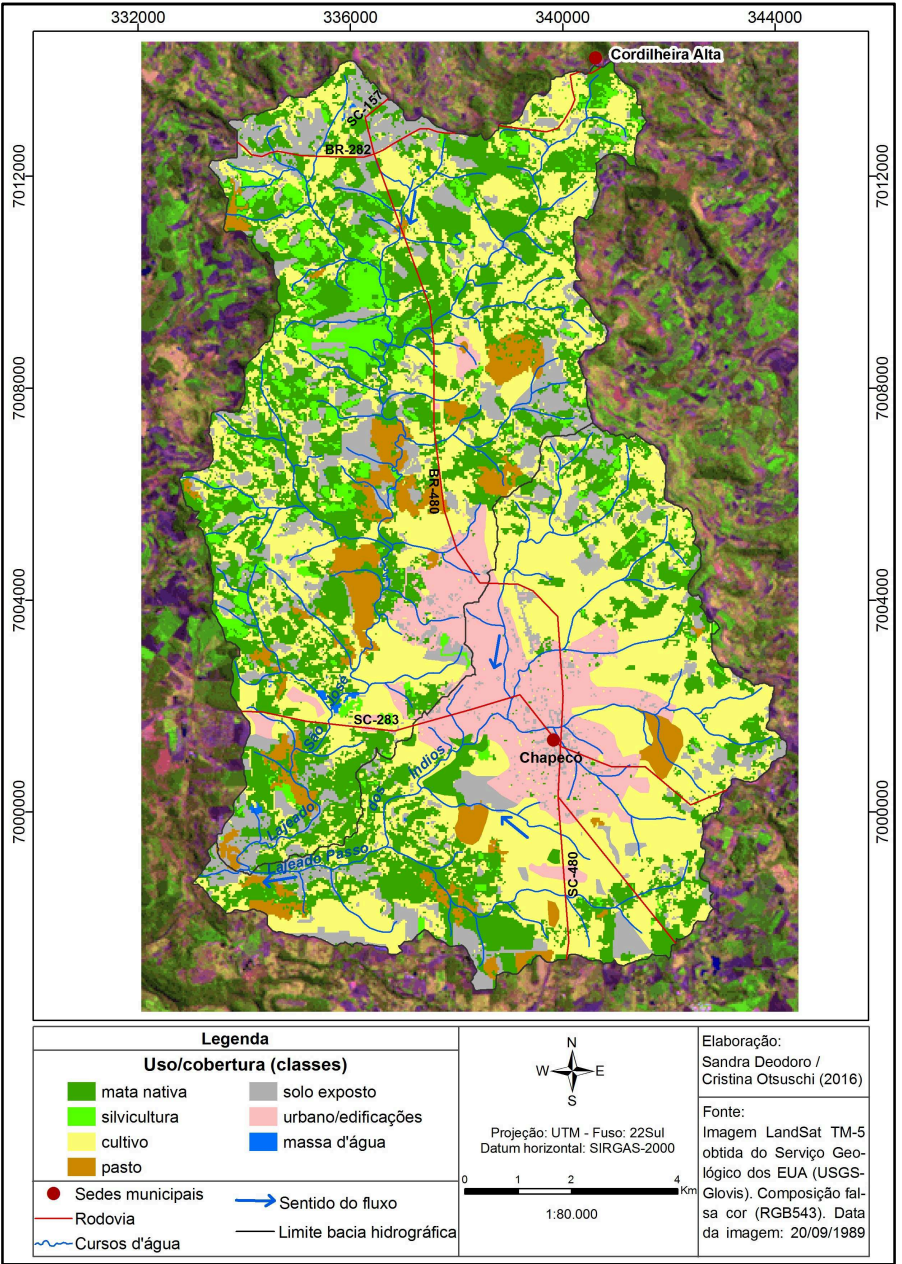 332000
336000
340000
344000
Cordilheira Alta
SC-157
BR-282
7012000
7012000
7008000
7008000
BR-480
7004000
7004000
São José
SC-283
Chapecó
dos Índios
7000000
7000000
Lajeado
Lajeado Passo
SC-480
Legenda
Uso/cobertura (classes)
mata nativa
solo exposto
silvicultura
urbano/edificações
cultivo
massa d'água
pasto
Sedes municipais
Sentido do fluxo
Rodovia
Limite bacia hidrográfica
Cursos d'água
N
W
E
S
Projeção: UTM - Fuso: 22Sul
Datum horizontal: SIRGAS-2000
0 1 2 4
Km
1:80.000
Elaboração:
Sandra Deodoro /
Cristina Otsuschi (2016)
Fonte:
Imagem LandSat TM-5
obtida do Serviço Geo-
lógico dos EUA (USGS-
Glovis). Composição fal-
sa cor (RGB543). Data
da imagem: 20/09/1989